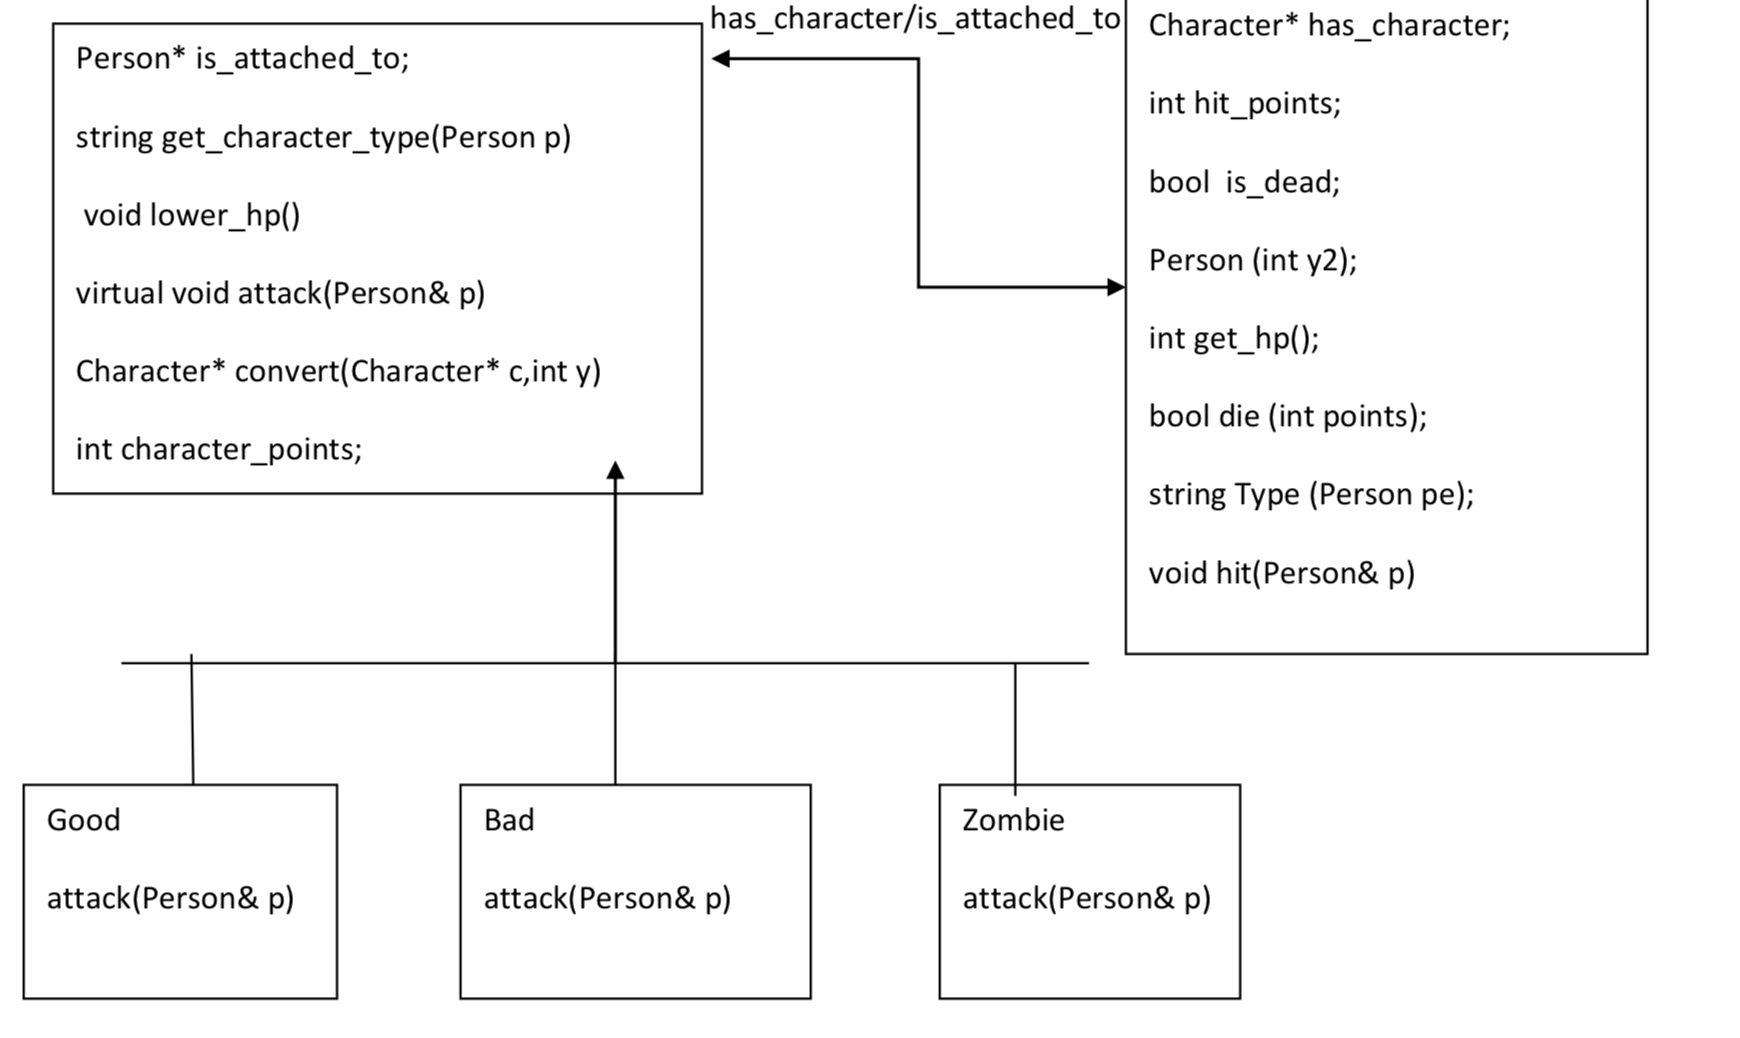 has_character/is_attached_to
Person* is_attached_to;
string get_character_type(Person p)
void lower_hp()
virtual void attack(Person& p)
Character* convert(Character* c,int y)
int character_points;
Character* has_character;
int hit_points;
bool is_dead;
Person (int y2);
int get_hp();
bool die (int points);
string Type (Person pe);
void hit(Person& p)
Good
attack(Person& p)
Bad
attack(Person& p)
Zombie
attack(Person& p)